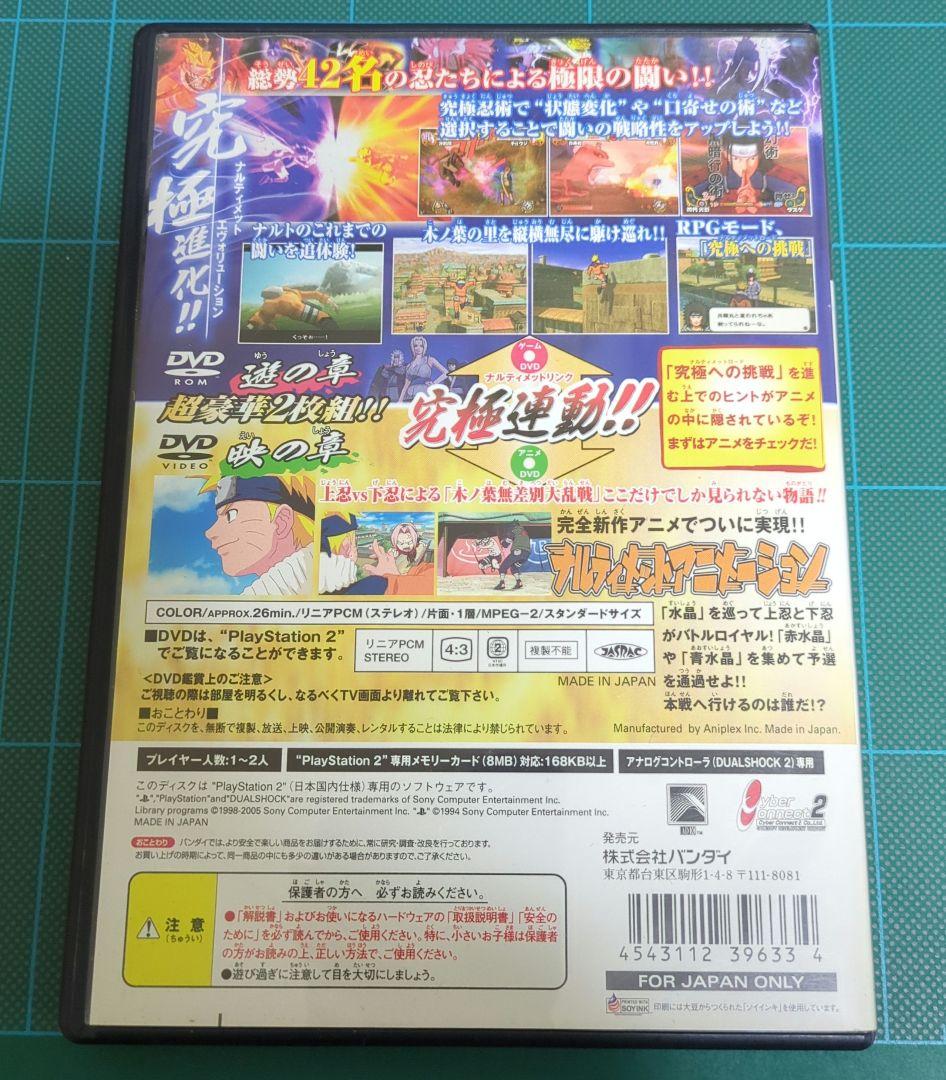 総勢42名の忍たちによる極限の闘い!!
究極進化!!
ナルティメット
エヴォリューション
究極忍術で“状態変化”や“口寄せの術”など
選択することで闘いの戦略性をアップしよう!!
ナルトのこれまでの
闘いを追体験!
木ノ葉の里を縦横無尽に駆け巡れ!!
RPGモード、
「究極への挑戦」
DVD
ROM
遊の章
超豪華2枚組!!
DVD
VIDEO
映の章
ゲーム
DVD
ナルティメットリンク
究極連動!!
アニメ
DVD
「究極への挑戦」を進
む上でのヒントがアニメ
の中に隠されているぞ!
まずはアニメをチェックだ!
上忍vs下忍による「木ノ葉無差別大乱戦」ここだけでしか見られない物語!!
完全新作アニメでついに実現!!
ナルティメットアニメーション
「水晶」を巡って上忍と下忍
がバトルロイヤル!「赤水晶」
や「青水晶」を集めて予選
を通過せよ!!
本戦へ行けるのは誰だ!?
COLOR/APPROX.26min./リニアPCM(ステレオ)/片面・1層/MPEG-2/スタンダードサイズ
■DVDは、“PlayStation 2”
でご覧になることができます。
リニアPCM
STEREO
4:3
2
複製不能
JASRAC
MADE IN JAPAN
<DVD鑑賞上のご注意>
ご視聴の際は部屋を明るくし、なるべくTV画面より離れてご覧下さい。
■おことわり■
このディスクを、無断で複製、放送、上映、公開演奏、レンタルすることは法律により禁じられています。
Manufactured by Aniplex Inc. Made in Japan.
プレイヤー人数:1〜2人
“PlayStation 2”専用メモリーカード(8MB)対応:168KB以上
アナログコントローラ(DUALSHOCK 2)専用
このディスクは "PlayStation 2"(日本国内仕様)専用のソフトウェアです。
"PlayStation"and"DUALSHOCK"are registered trademarks of Sony Computer Entertainment Inc.
Library programs ©1998-2005 Sony Computer Entertainment Inc. ©1994 Sony Computer Entertainment Inc.
MADE IN JAPAN
ADX
Cyber Connect 2
Cyber Connect 2 Co.,Ltd.
おことわり
バンダイでは、より安全で楽しい商品をお届けするために、常に研究・調査・改良を行っております。
お買い上げの時期によって、同一商品の中にも多少の違いがある場合がありますので、ご了承ください。
発売元
株式会社バンダイ
東京都台東区駒形1-4-8 〒111-8081
注意
(ちゅうい)
保護者の方へ 必ずお読みください。
●「解説書」およびお使いになるハードウェアの「取扱説明書」「安全の
ために」を必ず読んでから、ご使用ください。特に、小さいお子様は保護者
の方がお読みの上、正しい方法で、ご使用ください。
●遊び過ぎに注意して目を大切にしましょう。
4543112 39633 4
FOR JAPAN ONLY
PRINTED WITH
SOY INK
印刷には大豆からつくられた「ソイインキ」を使用しています。